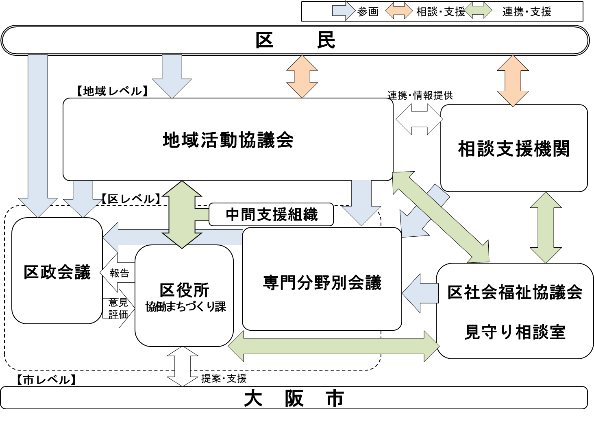 参画　相談・支援　連携・支援
区　民
【地域レベル】
連携・情報提供
地域活動協議会
相談支援機関
【区レベル】
中間支援組織
区政会議
報告
意見
評価
区役所
協働まちづくり課
専門分野別会議
区社会福祉協議会
見守り相談室
【市レベル】
提案・支援
大　阪　市